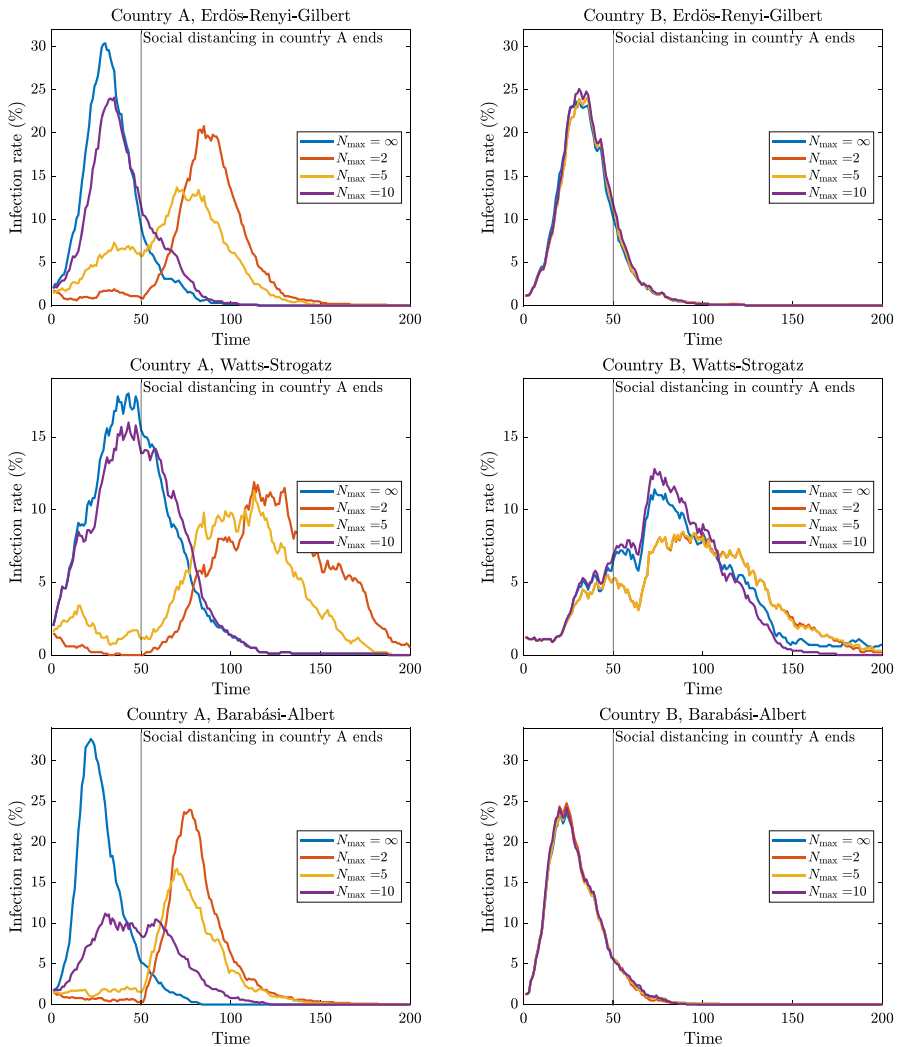 Country A, Erdös-Renyi-Gilbert
Social distancing in country A ends
30
25
20
15
10
5
0
Infection rate (%)
N_max = ∞
N_max =2
N_max =5
N_max =10
0 50 100 150 200
Time
Country B, Erdös-Renyi-Gilbert
Social distancing in country A ends
30
25
20
15
10
5
0
Infection rate (%)
N_max = ∞
N_max =2
N_max =5
N_max =10
0 50 100 150 200
Time
Country A, Watts-Strogatz
Social distancing in country A ends
15
10
5
0
Infection rate (%)
N_max = ∞
N_max =2
N_max =5
N_max =10
0 50 100 150 200
Time
Country B, Watts-Strogatz
Social distancing in country A ends
15
10
5
0
Infection rate (%)
N_max = ∞
N_max =2
N_max =5
N_max =10
0 50 100 150 200
Time
Country A, Barabási-Albert
Social distancing in country A ends
30
25
20
15
10
5
0
Infection rate (%)
N_max = ∞
N_max =2
N_max =5
N_max =10
0 50 100 150 200
Time
Country B, Barabási-Albert
Social distancing in country A ends
30
25
20
15
10
5
0
Infection rate (%)
N_max = ∞
N_max =2
N_max =5
N_max =10
0 50 100 150 200
Time